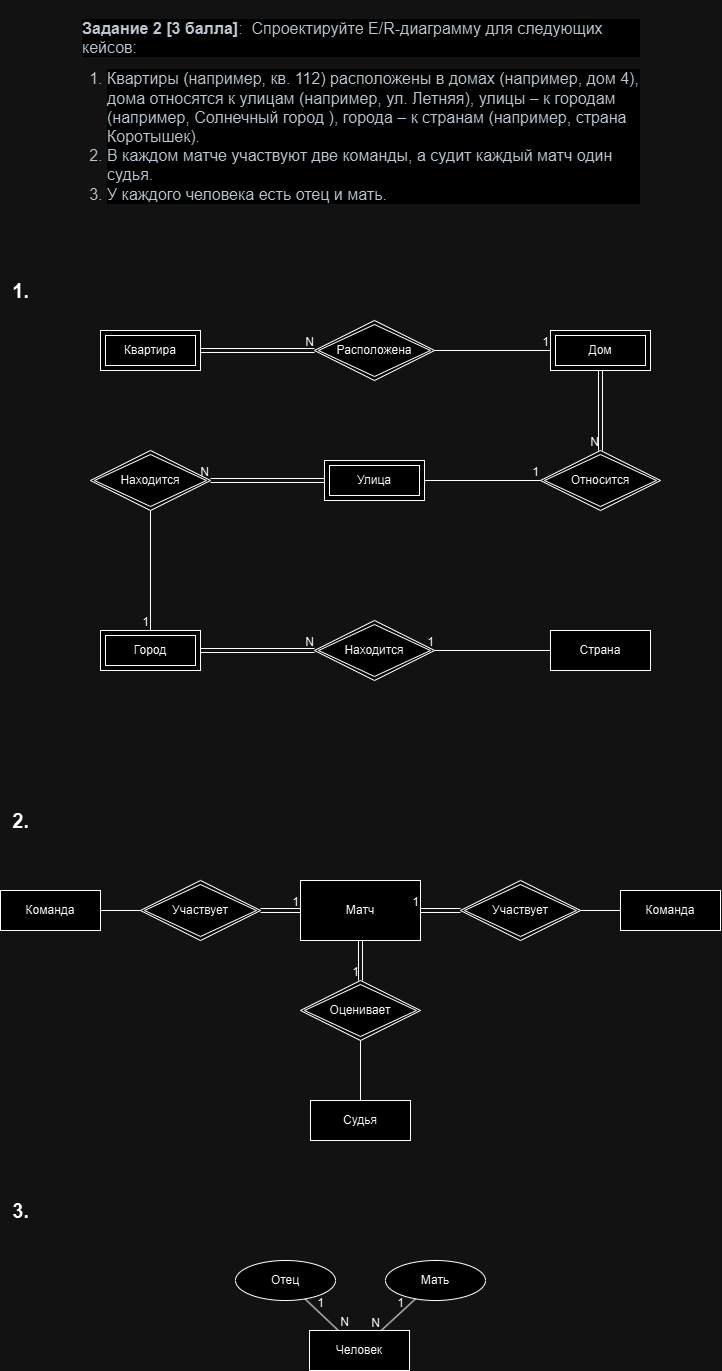 Задание 2 [3 балла]:  Спроектируйте E/R-диаграмму для следующих
кейсов:
1. Квартиры (например, кв. 112) расположены в домах (например, дом 4),
дома относятся к улицам (например, ул. Летняя), улицы – к городам
(например, Солнечный город ), города – к странам (например, страна
Коротышек).
2. В каждом матче участвуют две команды, а судит каждый матч один
судья.
3. У каждого человека есть отец и мать.
1.
Квартира
N
Расположена
1
Дом
N
Находится
N
Улица
1
Относится
1
Город
N
Находится
1
Страна
2.
Команда
Участвует
1
Матч
1
Участвует
Команда
1
Оценивает
Судья
3.
Отец
Мать
1
1
N
N
Человек